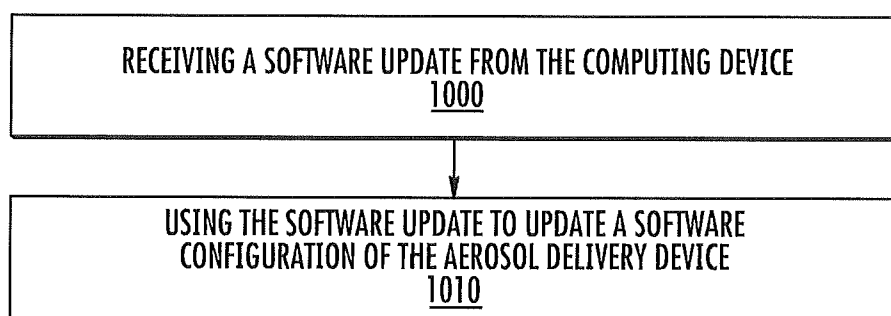 RECEIVING A SOFTWARE UPDATE FROM THE COMPUTING DEVICE
1000
USING THE SOFTWARE UPDATE TO UPDATE A SOFTWARE
CONFIGURATION OF THE AEROSOL DELIVERY DEVICE
1010